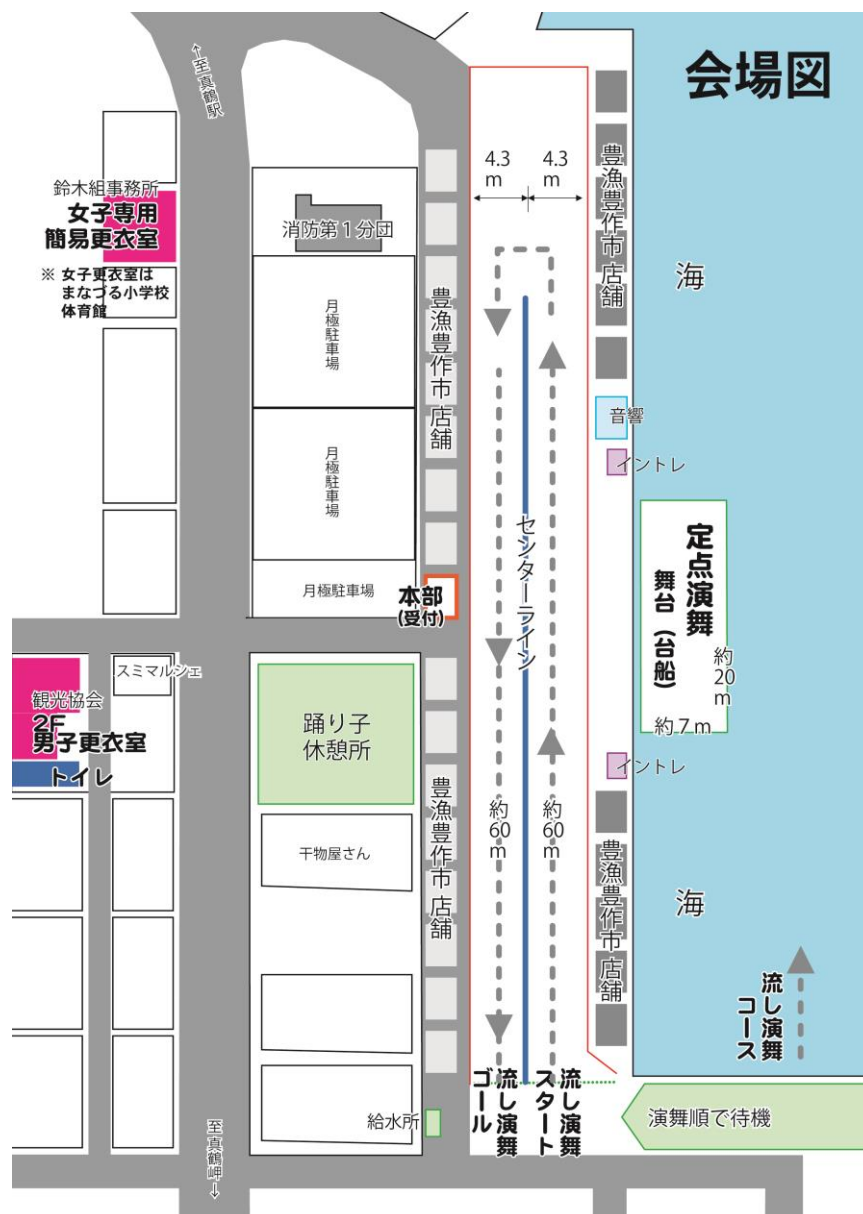 会場図
←至 真鶴駅
4.3
m
4.3
m
鈴木組事務所
女子専用
簡易更衣室
※ 女子更衣室は
まなづる小学校
体育館
消防第1分団
豊漁豊作市 店舗
豊漁豊作市 店舗
海
月極駐車場
月極駐車場
月極駐車場
音響
イントレ
センターライン
定点演舞
舞台（台船）
約20m
約7m
本部
(受付)
スミマルシェ
観光協会
2F
男子更衣室
トイレ
踊り子
休憩所
イントレ
豊漁豊作市 店舗
約60m
約60m
豊漁豊作市 店舗
干物屋さん
海
流し演舞
コース
流し演舞
ゴール
流し演舞
スタート
給水所
演舞順で待機
至 真鶴岬→